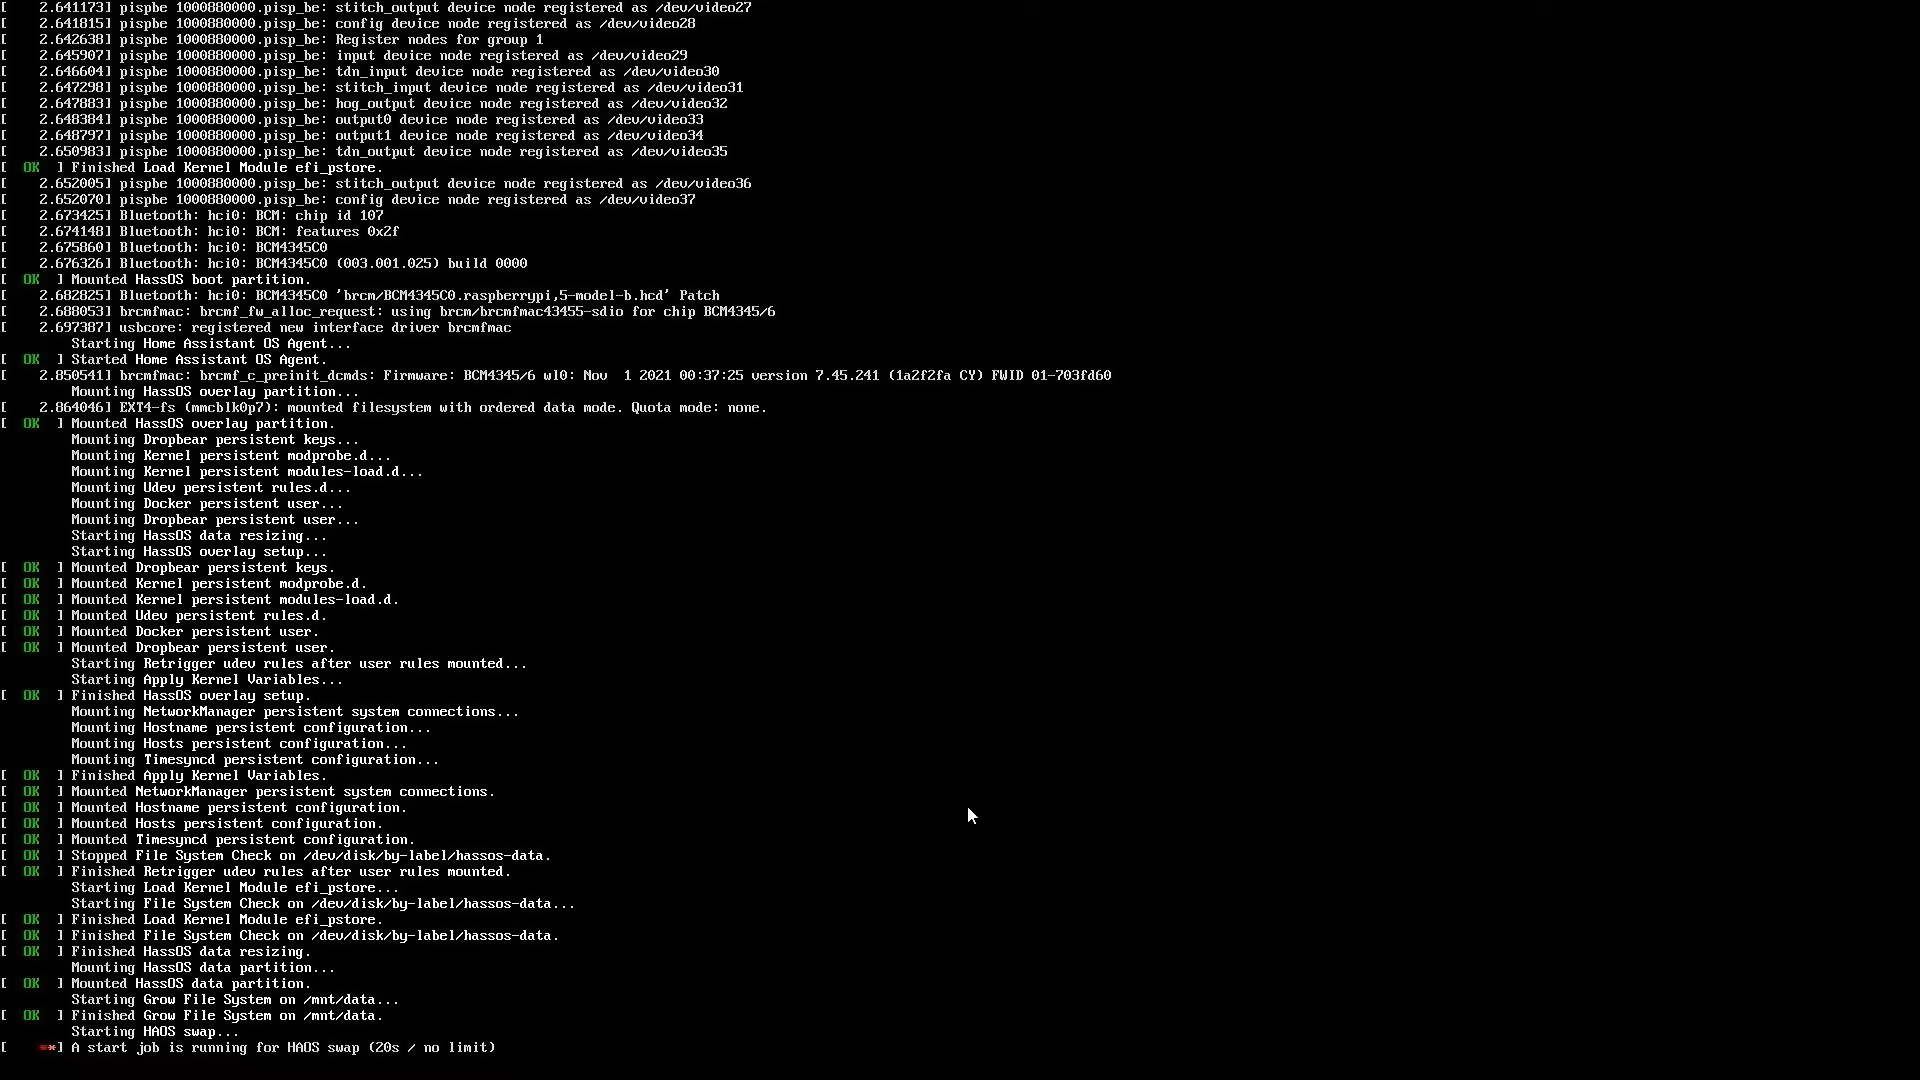 [    2.641173] pispbe 1000880000.pisp_be: stitch_output device node registered as /dev/video27
[    2.641815] pispbe 1000880000.pisp_be: config device node registered as /dev/video28
[    2.642638] pispbe 1000880000.pisp_be: Register nodes for group 1
[    2.645907] pispbe 1000880000.pisp_be: input device node registered as /dev/video29
[    2.646604] pispbe 1000880000.pisp_be: tdn_input device node registered as /dev/video30
[    2.647298] pispbe 1000880000.pisp_be: stitch_input device node registered as /dev/video31
[    2.647883] pispbe 1000880000.pisp_be: hog_output device node registered as /dev/video32
[    2.648384] pispbe 1000880000.pisp_be: output0 device node registered as /dev/video33
[    2.648797] pispbe 1000880000.pisp_be: output1 device node registered as /dev/video34
[    2.650983] pispbe 1000880000.pisp_be: tdn_output device node registered as /dev/video35
[  OK  ] Finished Load Kernel Module efi_pstore.
[    2.652005] pispbe 1000880000.pisp_be: stitch_output device node registered as /dev/video36
[    2.652070] pispbe 1000880000.pisp_be: config device node registered as /dev/video37
[    2.673425] Bluetooth: hci0: BCM: chip id 107
[    2.674148] Bluetooth: hci0: BCM: features 0x2f
[    2.675860] Bluetooth: hci0: BCM4345C0
[    2.676326] Bluetooth: hci0: BCM4345C0 (003.001.025) build 0000
[  OK  ] Mounted HassOS boot partition.
[    2.682825] Bluetooth: hci0: BCM4345C0 'brcm/BCM4345C0.raspberrypi,5-model-b.hcd' Patch
[    2.688053] brcmfmac: brcmf_fw_alloc_request: using brcm/brcmfmac43455-sdio for chip BCM4345/6
[    2.697387] usbcore: registered new interface driver brcmfmac
         Starting Home Assistant OS Agent...
[  OK  ] Started Home Assistant OS Agent.
[    2.850541] brcmfmac: brcmf_c_preinit_dcmds: Firmware: BCM4345/6 wl0: Nov  1 2021 00:37:25 version 7.45.241 (1a2f2fa CY) FWID 01-703fd60
         Mounting HassOS overlay partition...
[    2.864046] EXT4-fs (mmcblk0p7): mounted filesystem with ordered data mode. Quota mode: none.
[  OK  ] Mounted HassOS overlay partition.
         Mounting Dropbear persistent keys...
         Mounting Kernel persistent modprobe.d...
         Mounting Kernel persistent modules-load.d...
         Mounting Udev persistent rules.d...
         Mounting Docker persistent user...
         Mounting Dropbear persistent user...
         Starting HassOS data resizing...
         Starting HassOS overlay setup...
[  OK  ] Mounted Dropbear persistent keys.
[  OK  ] Mounted Kernel persistent modprobe.d.
[  OK  ] Mounted Kernel persistent modules-load.d.
[  OK  ] Mounted Udev persistent rules.d.
[  OK  ] Mounted Docker persistent user.
[  OK  ] Mounted Dropbear persistent user.
         Starting Retrigger udev rules after user rules mounted...
         Starting Apply Kernel Variables...
[  OK  ] Finished HassOS overlay setup.
         Mounting NetworkManager persistent system connections...
         Mounting Hostname persistent configuration...
         Mounting Hosts persistent configuration...
         Mounting Timesyncd persistent configuration...
[  OK  ] Finished Apply Kernel Variables.
[  OK  ] Mounted NetworkManager persistent system connections.
[  OK  ] Mounted Hostname persistent configuration.
[  OK  ] Mounted Hosts persistent configuration.
[  OK  ] Mounted Timesyncd persistent configuration.
[  OK  ] Stopped File System Check on /dev/disk/by-label/hassos-data.
[  OK  ] Finished Retrigger udev rules after user rules mounted.
         Starting Load Kernel Module efi_pstore...
         Starting File System Check on /dev/disk/by-label/hassos-data...
[  OK  ] Finished Load Kernel Module efi_pstore.
[  OK  ] Finished File System Check on /dev/disk/by-label/hassos-data.
[  OK  ] Finished HassOS data resizing.
         Mounting HassOS data partition...
[  OK  ] Mounted HassOS data partition.
         Starting Grow File System on /mnt/data...
[  OK  ] Finished Grow File System on /mnt/data.
         Starting HAOS swap...
[    **] A start job is running for HAOS swap (20s / no limit)